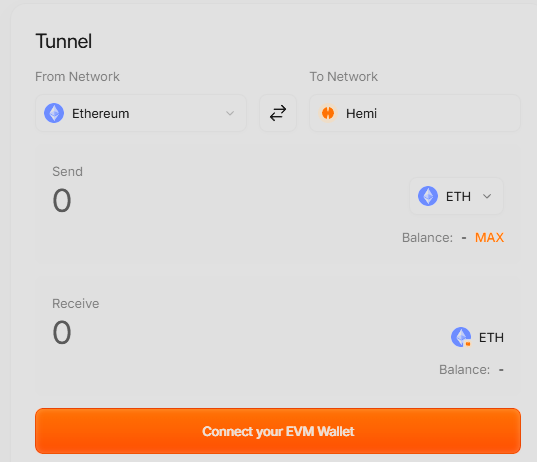 Tunnel
From Network
To Network
Ethereum
Hemi
Send
0
ETH
Balance: - MAX
Receive
0
ETH
Balance: -
Connect your EVM Wallet